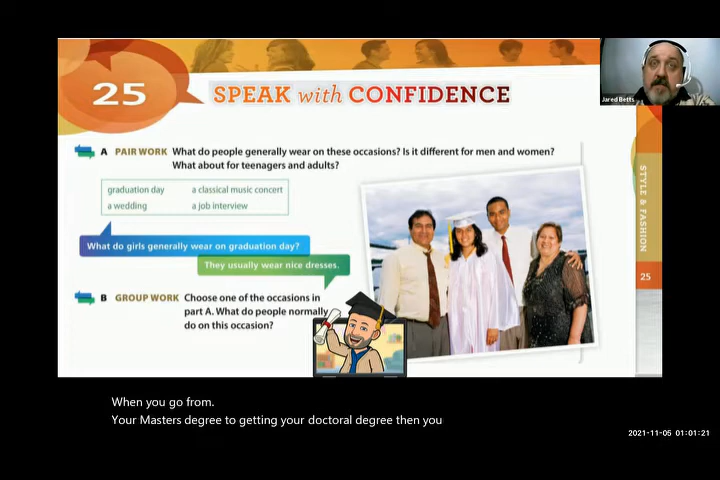 25
SPEAK with CONFIDENCE
Jared Betts
A PAIR WORK What do people generally wear on these occasions? Is it different for men and women?
What about for teenagers and adults?
graduation day a classical music concert
a wedding a job interview
What do girls generally wear on graduation day?
They usually wear nice dresses.
B GROUP WORK Choose one of the occasions in
part A. What do people normally
do on this occasion?
STYLE & FASHION
25
When you go from.
Your Masters degree to getting your doctoral degree then you
2021-11-05 01:01:21